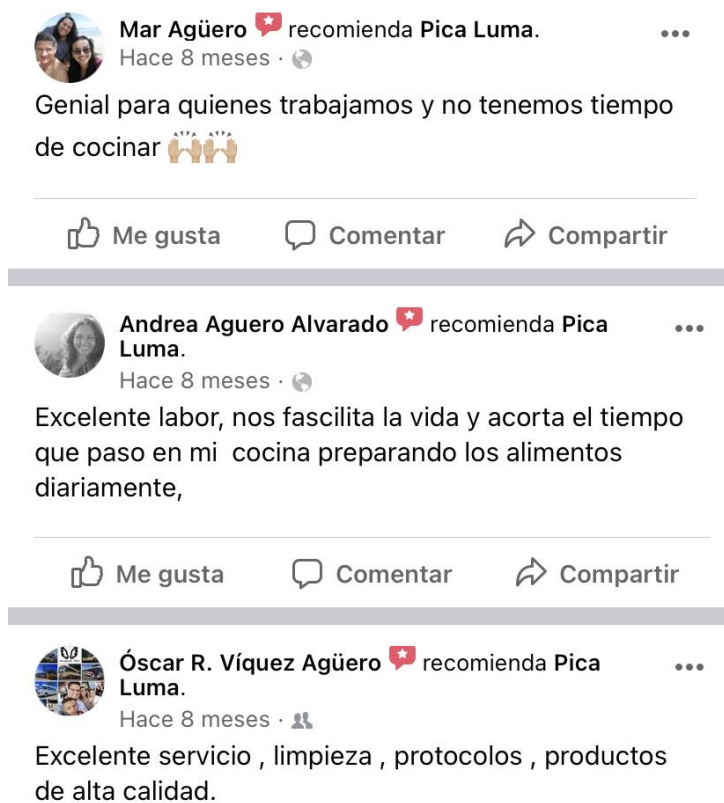 Mar Agüero recomienda Pica Luma.
Hace 8 meses ·
Genial para quienes trabajamos y no tenemos tiempo
de cocinar 🙌🏼🙌🏼
Me gusta Comentar Compartir
Andrea Aguero Alvarado recomienda Pica
Luma.
Hace 8 meses ·
Excelente labor, nos fascilita la vida y acorta el tiempo
que paso en mi cocina preparando los alimentos
diariamente,
Me gusta Comentar Compartir
Óscar R. Víquez Agüero recomienda Pica
Luma.
Hace 8 meses ·
Excelente servicio , limpieza , protocolos , productos
de alta calidad.